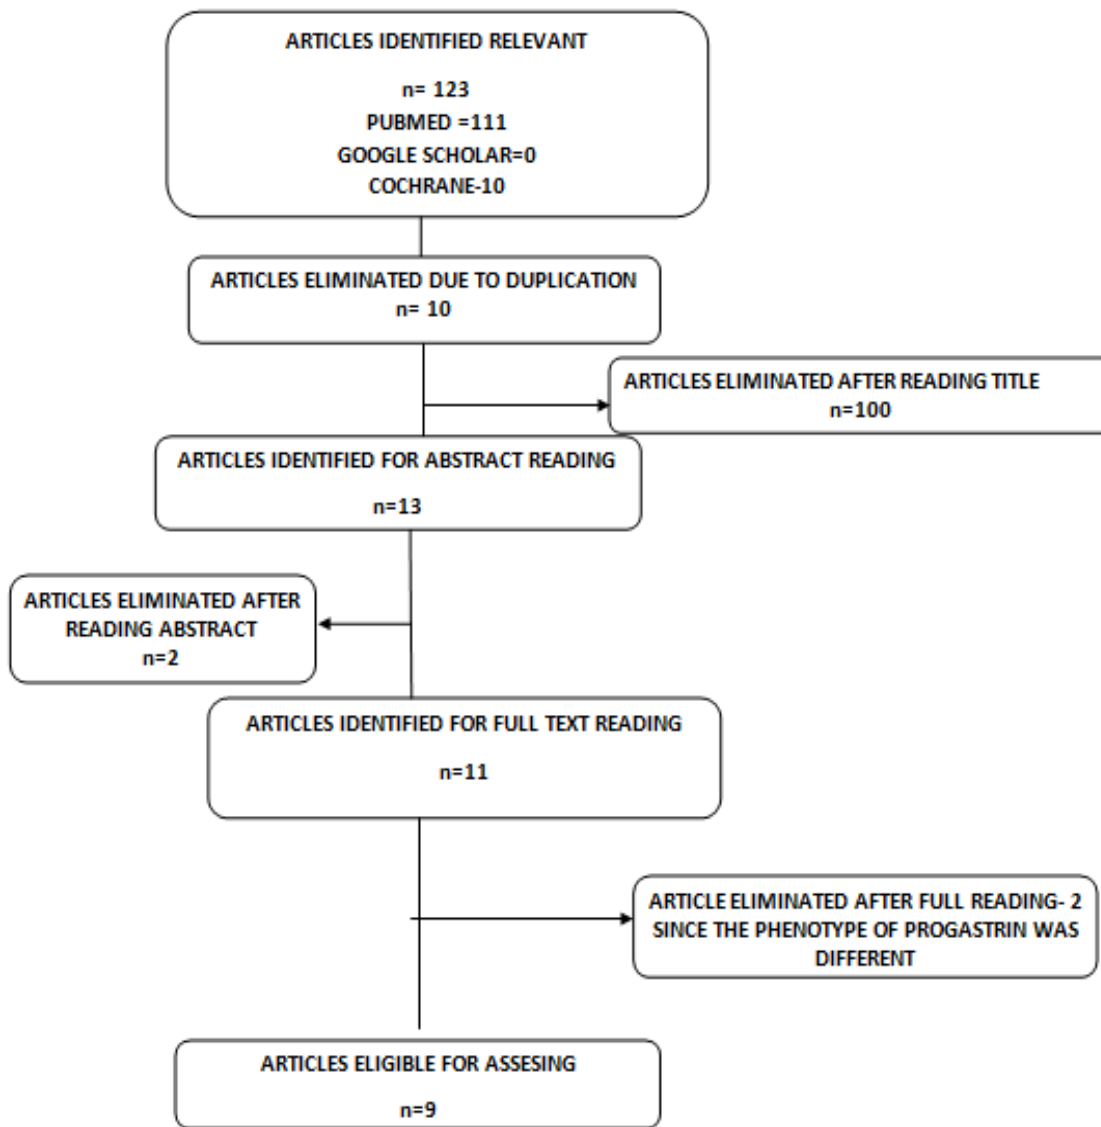 ARTICLES IDENTIFIED RELEVANT
n= 123
PUBMED =111
GOOGLE SCHOLAR=0
COCHRANE-10
ARTICLES ELIMINATED DUE TO DUPLICATION
n= 10
ARTICLES ELIMINATED AFTER READING TITLE
n=100
ARTICLES IDENTIFIED FOR ABSTRACT READING
n=13
ARTICLES ELIMINATED AFTER
READING ABSTRACT
n=2
ARTICLES IDENTIFIED FOR FULL TEXT READING
n=11
ARTICLE ELIMINATED AFTER FULL READING- 2
SINCE THE PHENOTYPE OF PROGASTRIN WAS
DIFFERENT
ARTICLES ELIGIBLE FOR ASSESING
n=9